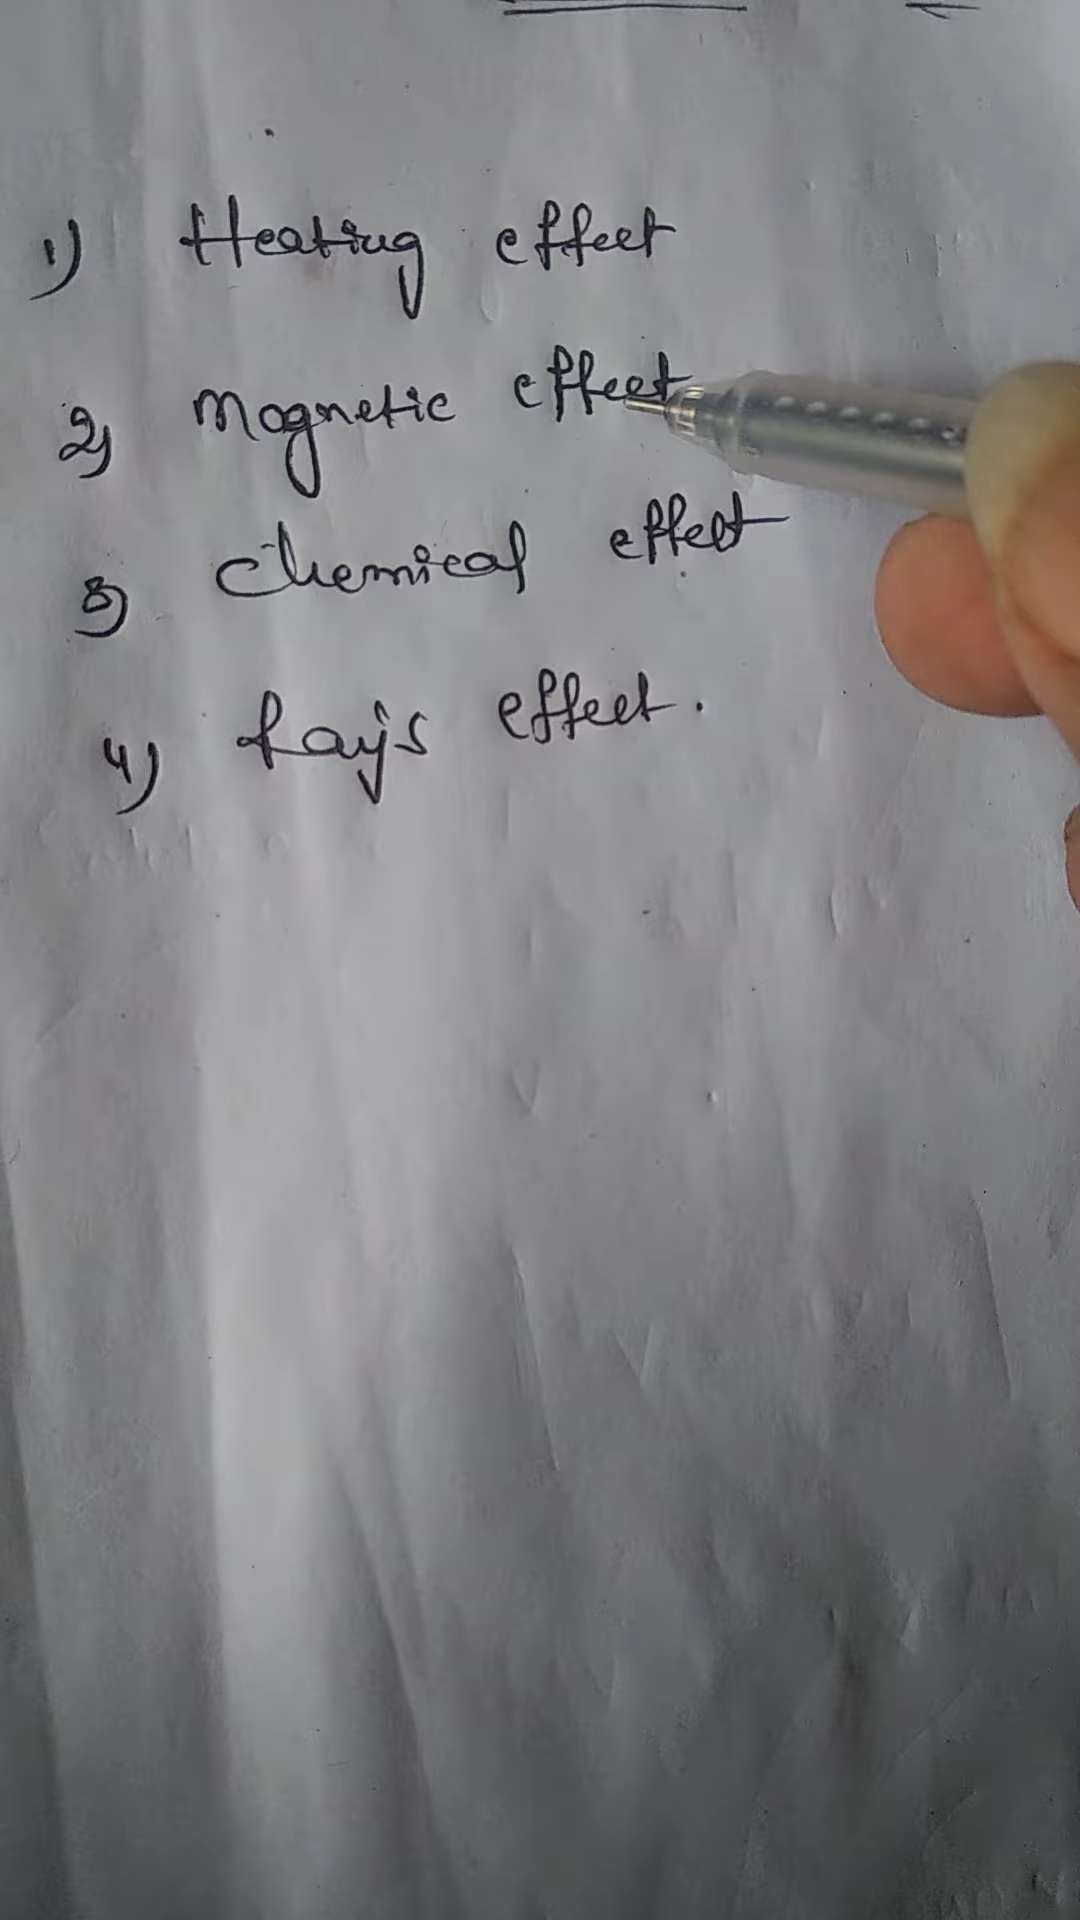 1) Heating effect
2) Magnetic effect
3) Chemical effect
4) Rays effect.